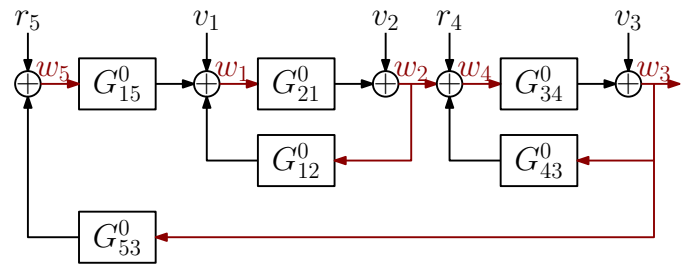 r₅ v₁ v₂ r₄ v₃
w₅ G⁰₁₅ w₁ G⁰₂₁ w₂ w₄ G⁰₃₄ w₃
G⁰₁₂ G⁰₄₃
G⁰₅₃